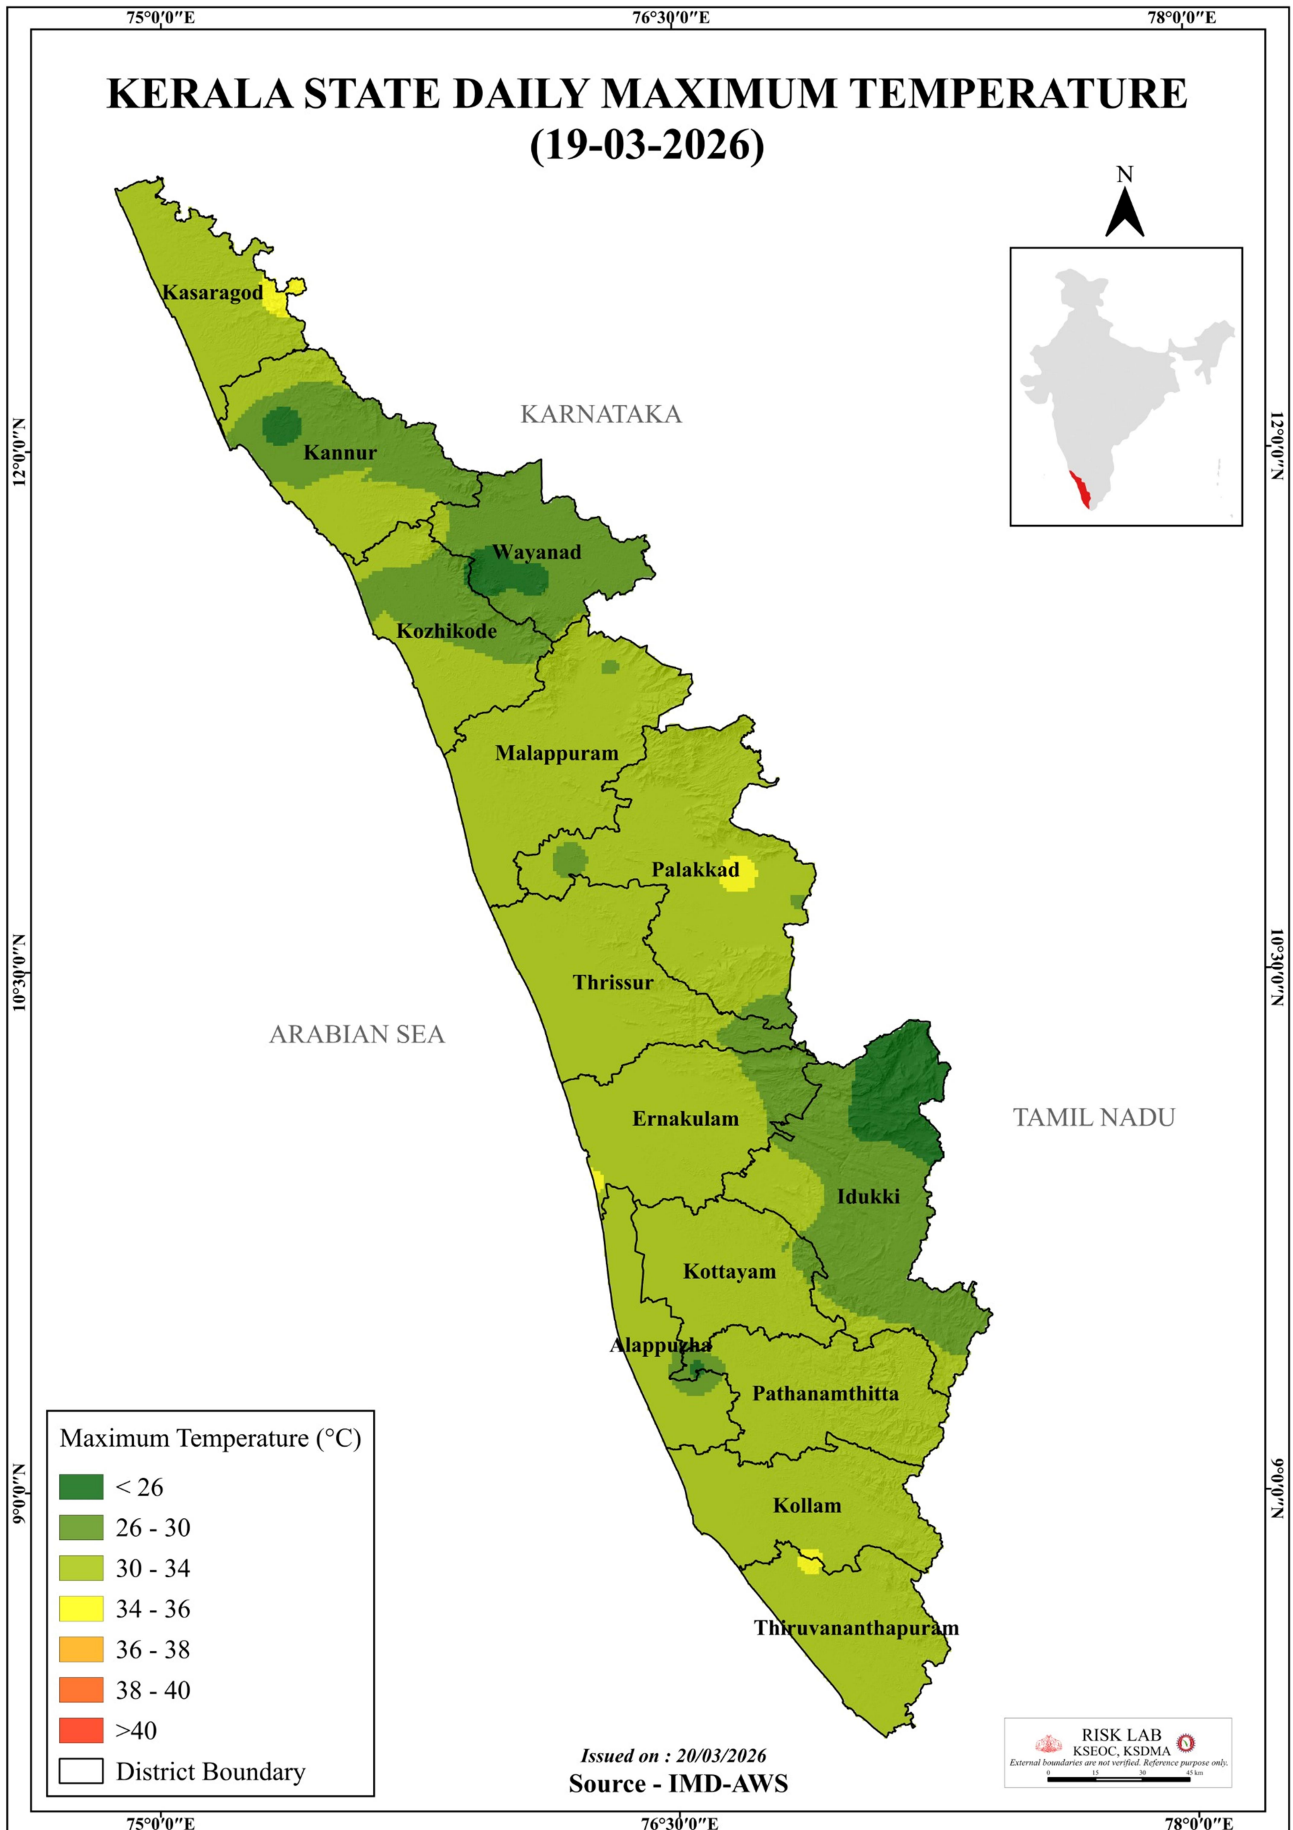 75°0'0"E 76°30'0"E 78°0'0"E
KERALA STATE DAILY MAXIMUM TEMPERATURE
(19-03-2026)
N
Kasaragod
KARNATAKA
12°0'0"N 12°0'0"N
Kannur
Wayanad
Kozhikode
Malappuram
Palakkad
10°30'0"N 10°30'0"N
Thrissur
ARABIAN SEA
Ernakulam
TAMIL NADU
Idukki
Kottayam
Alappuzha
Pathanamthitta
Maximum Temperature (°C)
< 26
26 - 30
30 - 34
34 - 36
36 - 38
38 - 40
>40
District Boundary
9°0'0"N 9°0'0"N
Kollam
Thiruvananthapuram
Issued on : 20/03/2026
Source - IMD-AWS
RISK LAB
KSEOC, KSDMA
External boundaries are not verified. Reference purpose only.
0 15 30 45 km
75°0'0"E 76°30'0"E 78°0'0"E